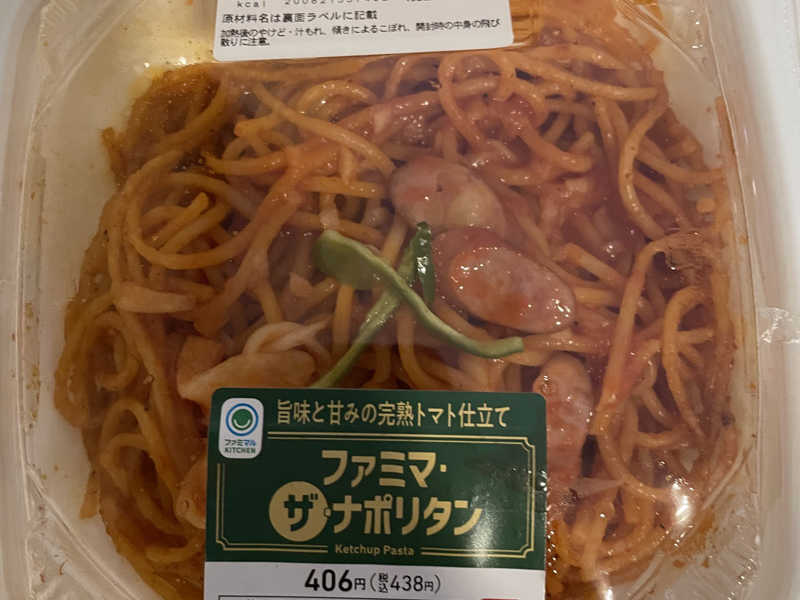 kcal
原材料名は裏面ラベルに記載
加熱後のやけど・汁もれ、傾きによるこぼれ、開封時の中身の飛び
散りに注意。
旨味と甘みの完熟トマト仕立て
ファミマル
KITCHEN
ファミマ・
ザ・ナポリタン
Ketchup Pasta
406円(税込438円)